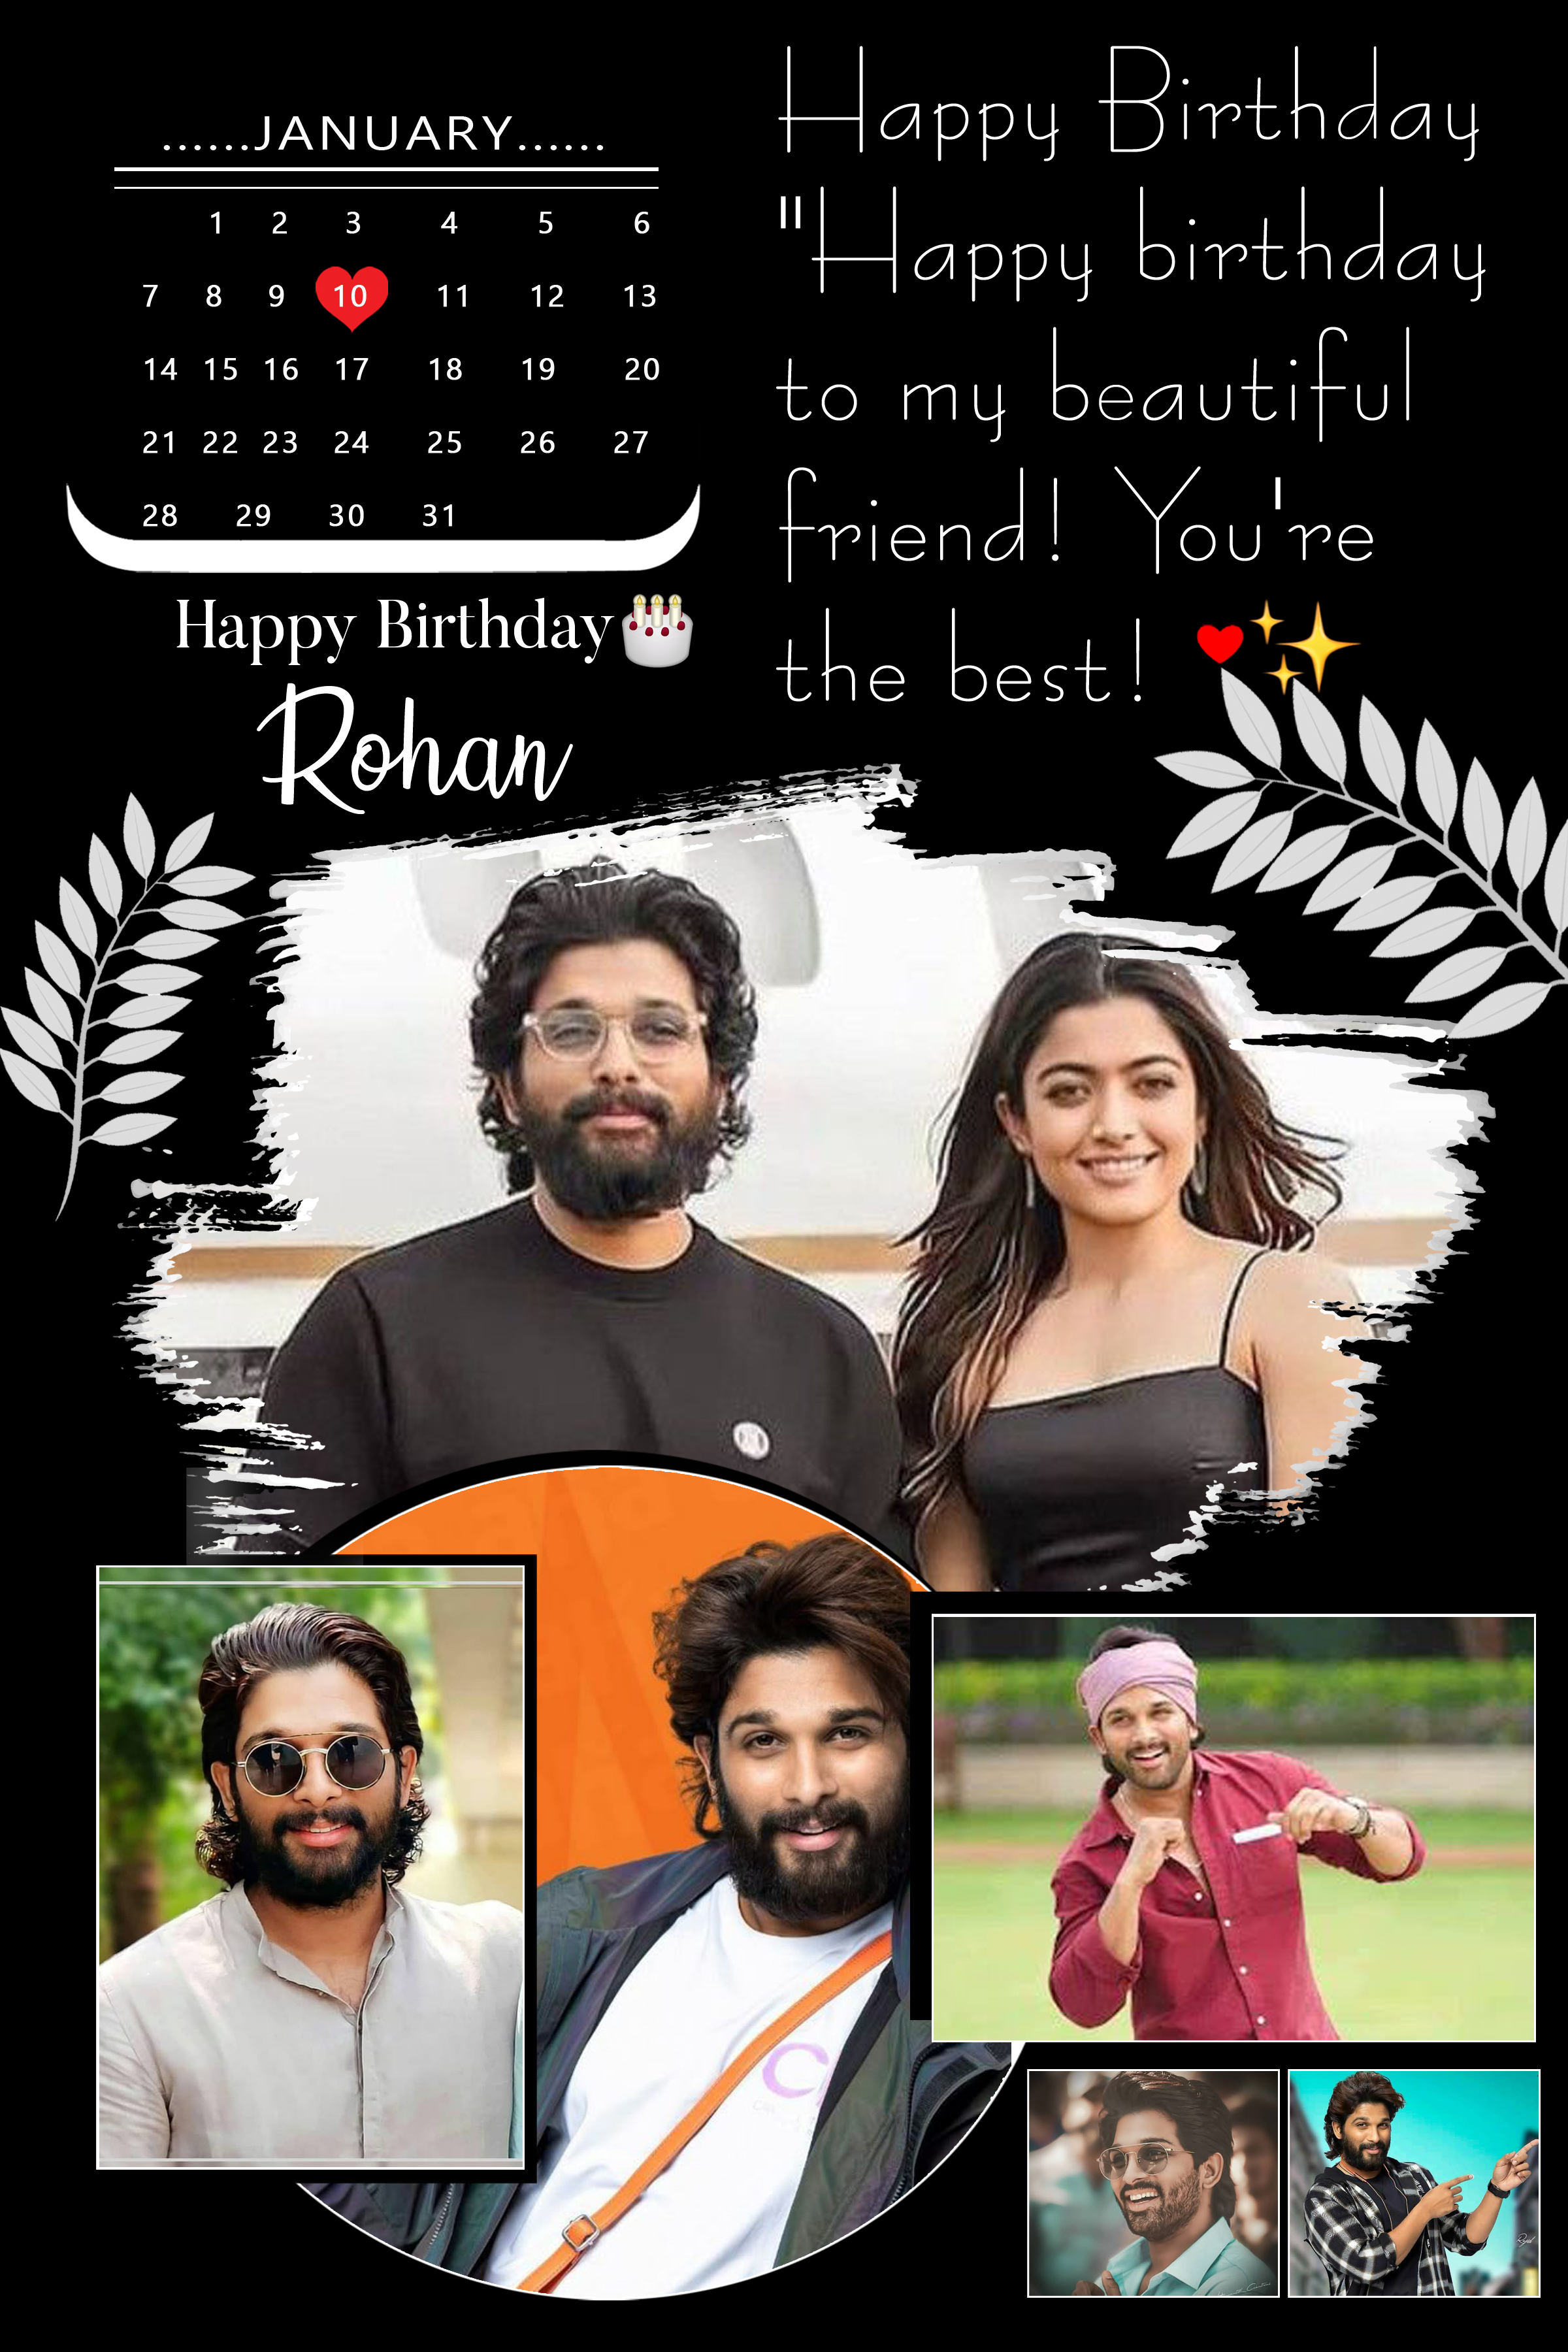 ......JANUARY......
1 2 3 4 5 6
7 8 9 10 11 12 13
14 15 16 17 18 19 20
21 22 23 24 25 26 27
28 29 30 31
Happy Birthday🎂
Rohan
Happy Birthday
"Happy birthday
to my beautiful
friend! You're
the best! ❤️✨